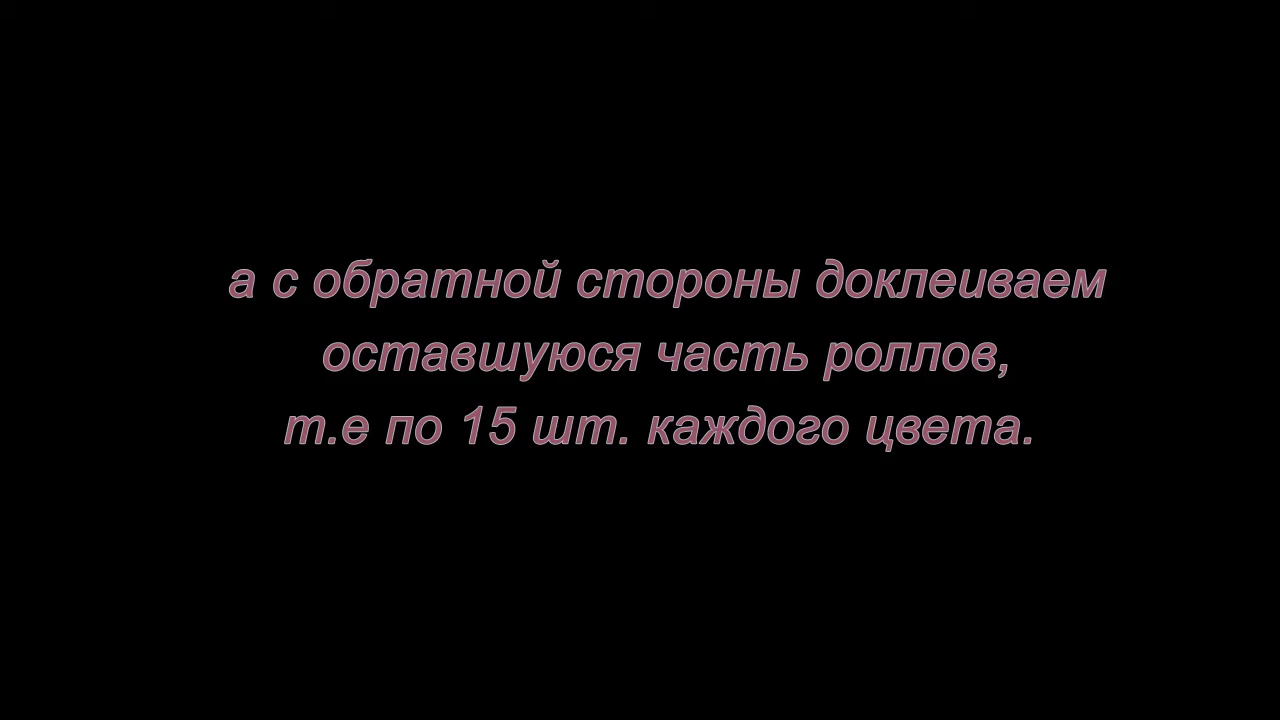 а с обратной стороны доклеиваем
оставшуюся часть роллов,
т.е по 15 шт. каждого цвета.